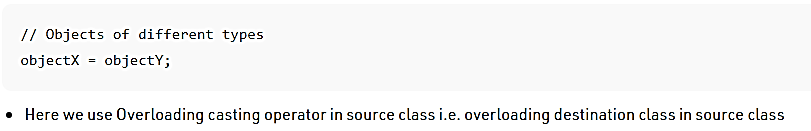 // Objects of different types
objectX = objectY;
• Here we use Overloading casting operator in source class i.e. overloading destination class in source class